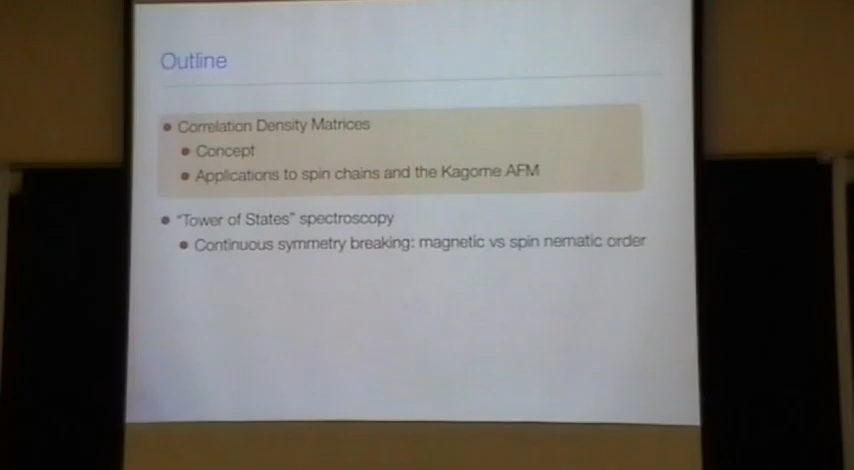 Outline
• Correlation Density Matrices
• Concept
• Applications to spin chains and the Kagome AFM
• "Tower of States" spectroscopy
• Continuous symmetry breaking: magnetic vs spin nematic order